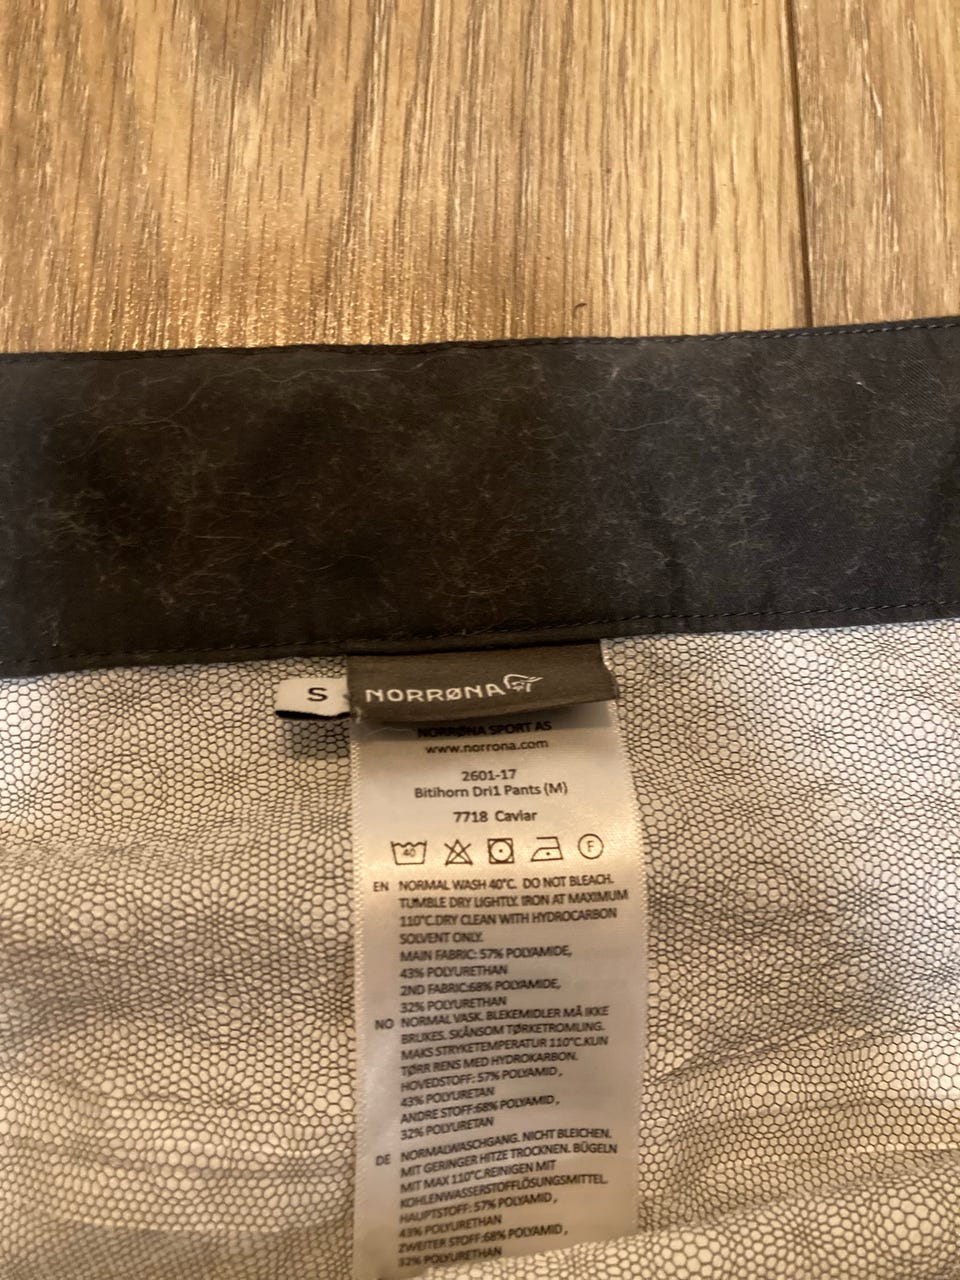 S
NORRØNA
NORRØNA SPORT AS
www.norrona.com
2601-17
Bitihorn Dri1 Pants (M)
7718 Caviar
40 F
EN NORMAL WASH 40°C. DO NOT BLEACH.
TUMBLE DRY LIGHTLY. IRON AT MAXIMUM
110°C.DRY CLEAN WITH HYDROCARBON
SOLVENT ONLY.
MAIN FABRIC: 57% POLYAMIDE,
43% POLYURETHAN
2ND FABRIC:68% POLYAMIDE,
32% POLYURETHAN
NO NORMAL VASK. BLEKEMIDLER MÅ IKKE
BRUKES. SKÅNSOM TØRKETROMLING.
MAKS STRYKETEMPERATUR 110°C.KUN
TØRR RENS MED HYDROKARBON.
HOVEDSTOFF: 57% POLYAMID,
43% POLYURETAN
ANDRE STOFF:68% POLYAMID,
32% POLYURETAN
DE NORMALWASCHGANG. NICHT BLEICHEN.
MIT GERINGER HITZE TROCKNEN. BÜGELN
MIT MAX 110°C.REINIGEN MIT
KOHLENWASSERSTOFFLÖSUNGSMITTEL.
HAUPTSTOFF: 57% POLYAMID,
43% POLYURETHAN
ZWEITER STOFF:68% POLYAMID,
32% POLYURETHAN